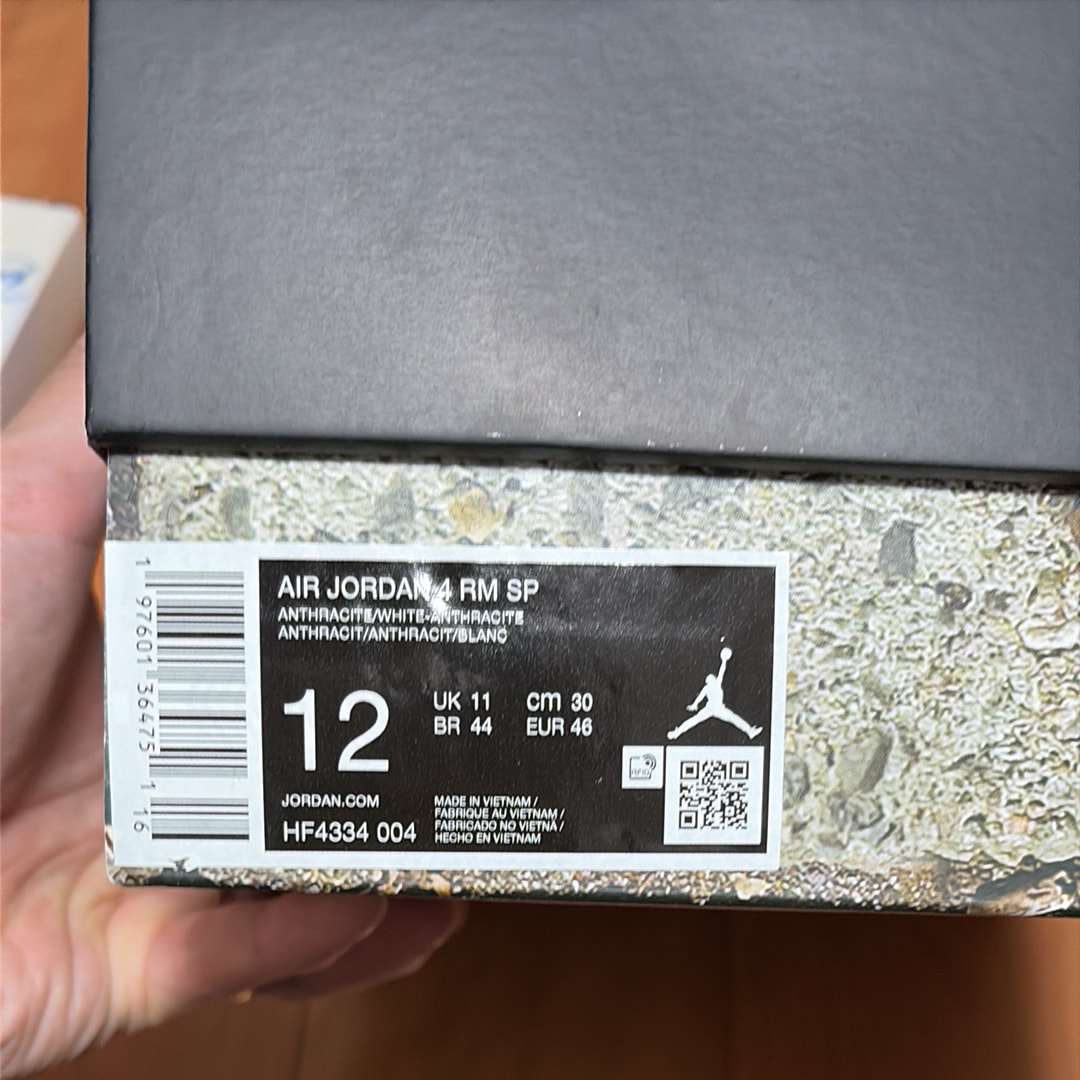 AIR JORDAN 4 RM SP
ANTHRACITE/WHITE-ANTHRACITE
ANTHRACIT/ANTHRACIT/BLANC
12
UK 11 cm 30
BR 44 EUR 46
JORDAN.COM
HF4334 004
MADE IN VIETNAM /
FABRIQUE AU VIETNAM /
FABRICADO NO VIETNÃ /
HECHO EN VIETNAM
RFID
1 97601 36475 1 16